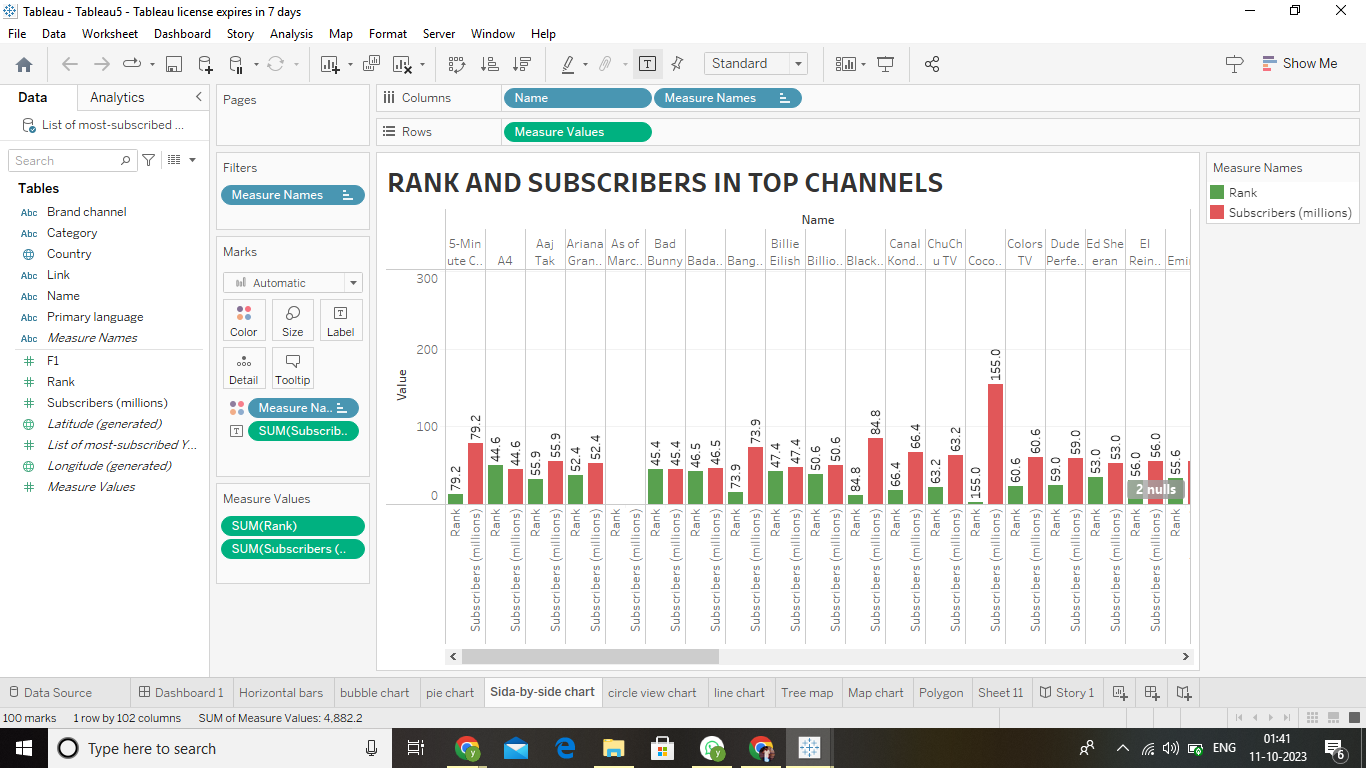 Tableau - Tableau5 - Tableau license expires in 7 days
File Data Worksheet Dashboard Story Analysis Map Format Server Window Help
Standard
Show Me
Data Analytics
List of most-subscribed ...
Search
Tables
Abc Brand channel
Abc Category
Country
Abc Link
Abc Name
Abc Primary language
Abc Measure Names
F1
Rank
Subscribers (millions)
Latitude (generated)
List of most-subscribed Y...
Longitude (generated)
Measure Values
Pages
Filters
Measure Names
Marks
Automatic
Color Size Label
Detail Tooltip
Measure Na..
SUM(Subscrib..
Measure Values
SUM(Rank)
SUM(Subscribers (..
Columns Name Measure Names
Rows Measure Values
RANK AND SUBSCRIBERS IN TOP CHANNELS
Name
5-Min ute C..
A4
Aaj Tak
Ariana Gran..
As of Marc..
Bad Bunny
Bada..
Bang..
Billie Eilish
Billio..
Black..
Canal Kond..
ChuCh u TV
Coco..
Colors TV
Dude Perfe..
Ed She eran
El Rein..
Emi
Value
300
200
100
0
79.2 79.2 44.6 44.6 55.9 55.9 52.4 52.4 45.4 45.4 46.5 46.5 73.9 73.9 47.4 47.4 50.6 50.6 84.8 84.8 66.4 66.4 63.2 63.2 155.0 155.0 60.6 60.6 59.0 59.0 53.0 53.0 56.0 56.0 55.6
2 nulls
Rank Subscribers (millions) Rank Subscribers (millions) Rank Subscribers (millions) Rank Subscribers (millions) Rank Subscribers (millions) Rank Subscribers (millions) Rank Subscribers (millions) Rank Subscribers (millions) Rank Subscribers (millions) Rank Subscribers (millions) Rank Subscribers (millions) Rank Subscribers (millions) Rank Subscribers (millions) Rank Subscribers (millions) Rank Subscribers (millions) Rank Subscribers (millions) Rank Subscribers (millions) Rank Subscribers (millions) Rank
Measure Names
Rank
Subscribers (millions)
Data Source Dashboard 1 Horizontal bars bubble chart pie chart Sida-by-side chart circle view chart line chart Tree map Map chart Polygon Sheet 11 Story 1
100 marks 1 row by 102 columns SUM of Measure Values: 4,882.2
Type here to search
ENG
01:41
11-10-2023
6